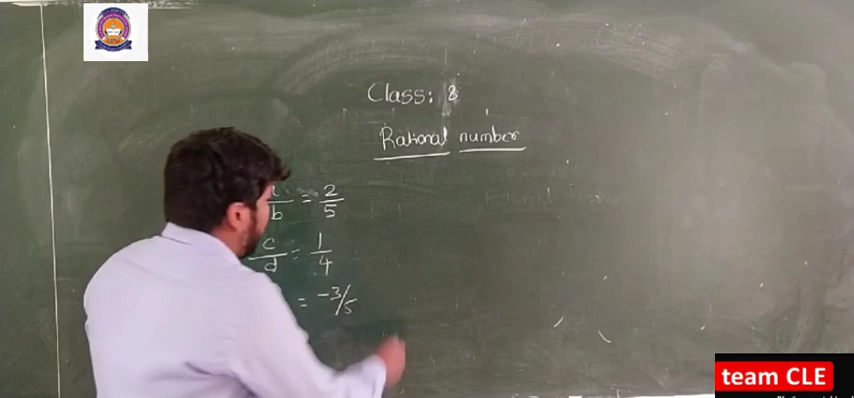 Class: 8
Rational number
b = 2/5
c/d = 1/4
= -3/5
team CLE